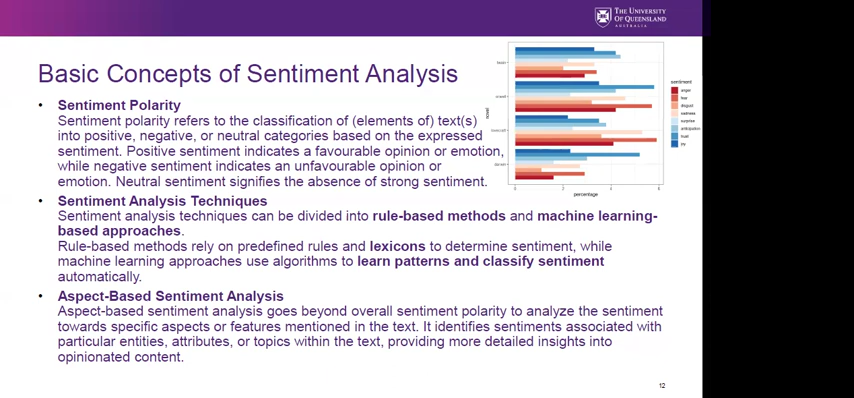 THE UNIVERSITY
OF QUEENSLAND
AUSTRALIA
Basic Concepts of Sentiment Analysis
• Sentiment Polarity
Sentiment polarity refers to the classification of (elements of) text(s)
into positive, negative, or neutral categories based on the expressed
sentiment. Positive sentiment indicates a favourable opinion or emotion,
while negative sentiment indicates an unfavourable opinion or
emotion. Neutral sentiment signifies the absence of strong sentiment.
• Sentiment Analysis Techniques
Sentiment analysis techniques can be divided into rule-based methods and machine learning-
based approaches.
Rule-based methods rely on predefined rules and lexicons to determine sentiment, while
machine learning approaches use algorithms to learn patterns and classify sentiment
automatically.
• Aspect-Based Sentiment Analysis
Aspect-based sentiment analysis goes beyond overall sentiment polarity to analyze the sentiment
towards specific aspects or features mentioned in the text. It identifies sentiments associated with
particular entities, attributes, or topics within the text, providing more detailed insights into
opinionated content.
sentiment
anger
fear
disgust
sadness
surprise
anticipation
trust
joy
0
2
4
6
percentage
12